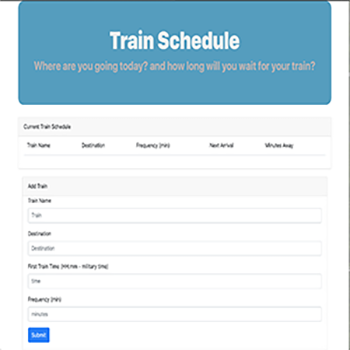 Train Schedule
Where are you going today? and how long will you wait for your train?
Current Train Schedule
Train Name Destination Frequency (min) Next Arrival Minutes Away
Add Train
Train Name
Train
Destination
Destination
First Train Time (HH:mm - military time)
time
Frequency (min)
minutes
Submit